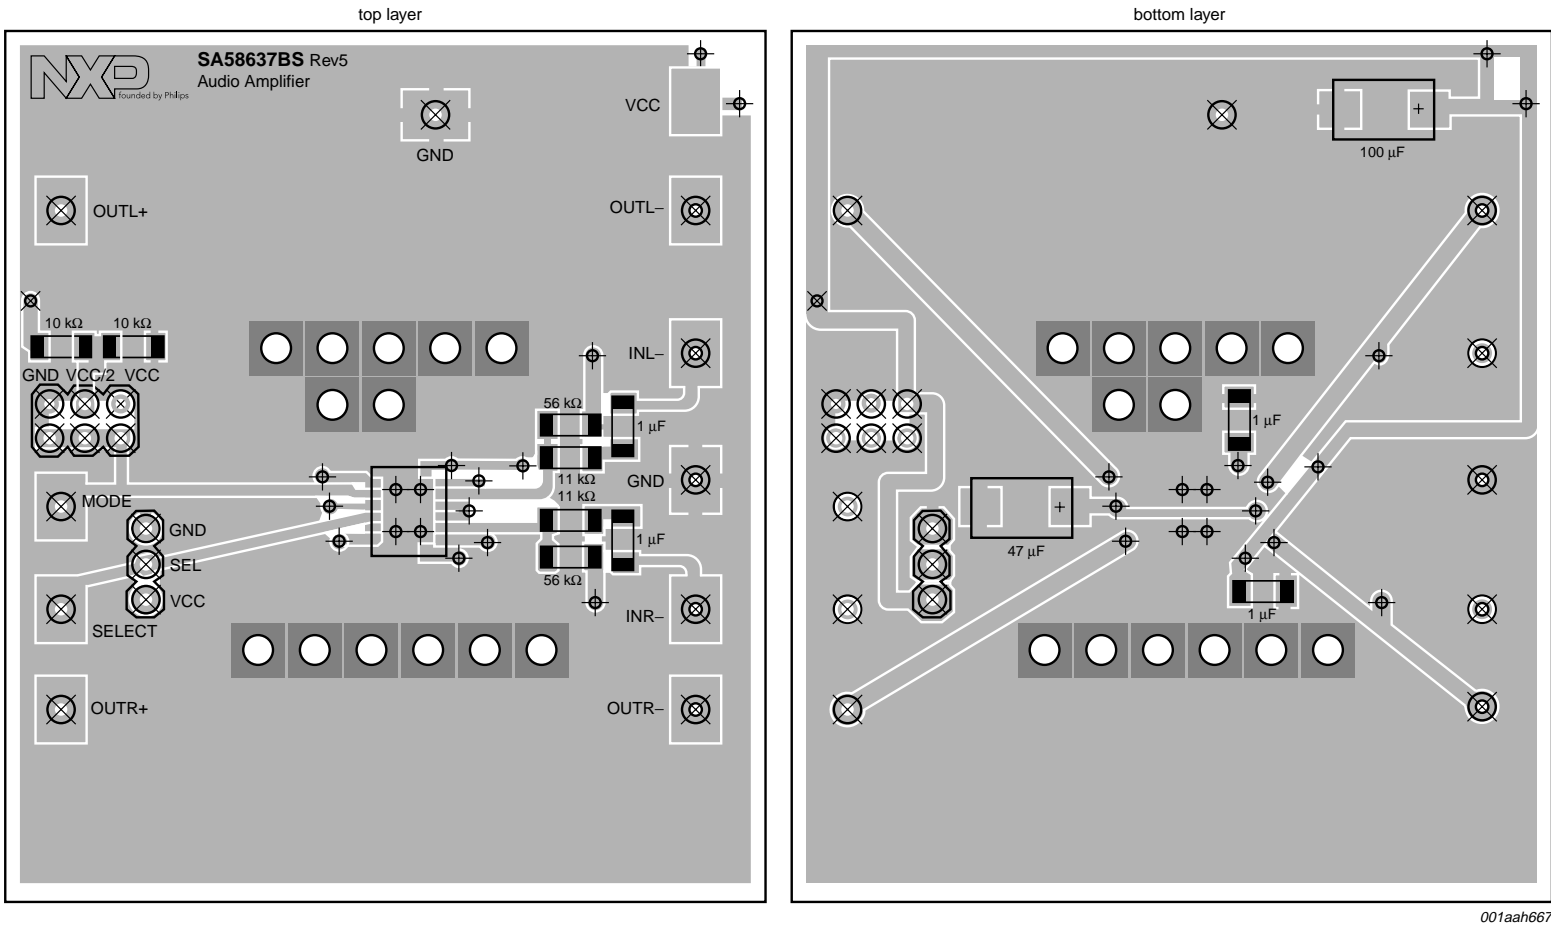 top layer
bottom layer
NXP
founded by Philips
SA58637BS Rev5
Audio Amplifier
VCC
GND
OUTL+
OUTL−
10 kΩ
10 kΩ
GND
VCC/2
VCC
INL−
56 kΩ
1 μF
11 kΩ
GND
MODE
11 kΩ
GND
SEL
1 μF
56 kΩ
VCC
SELECT
INR−
OUTR+
OUTR−
+
100 μF
1 μF
+
47 μF
1 μF
001aah667